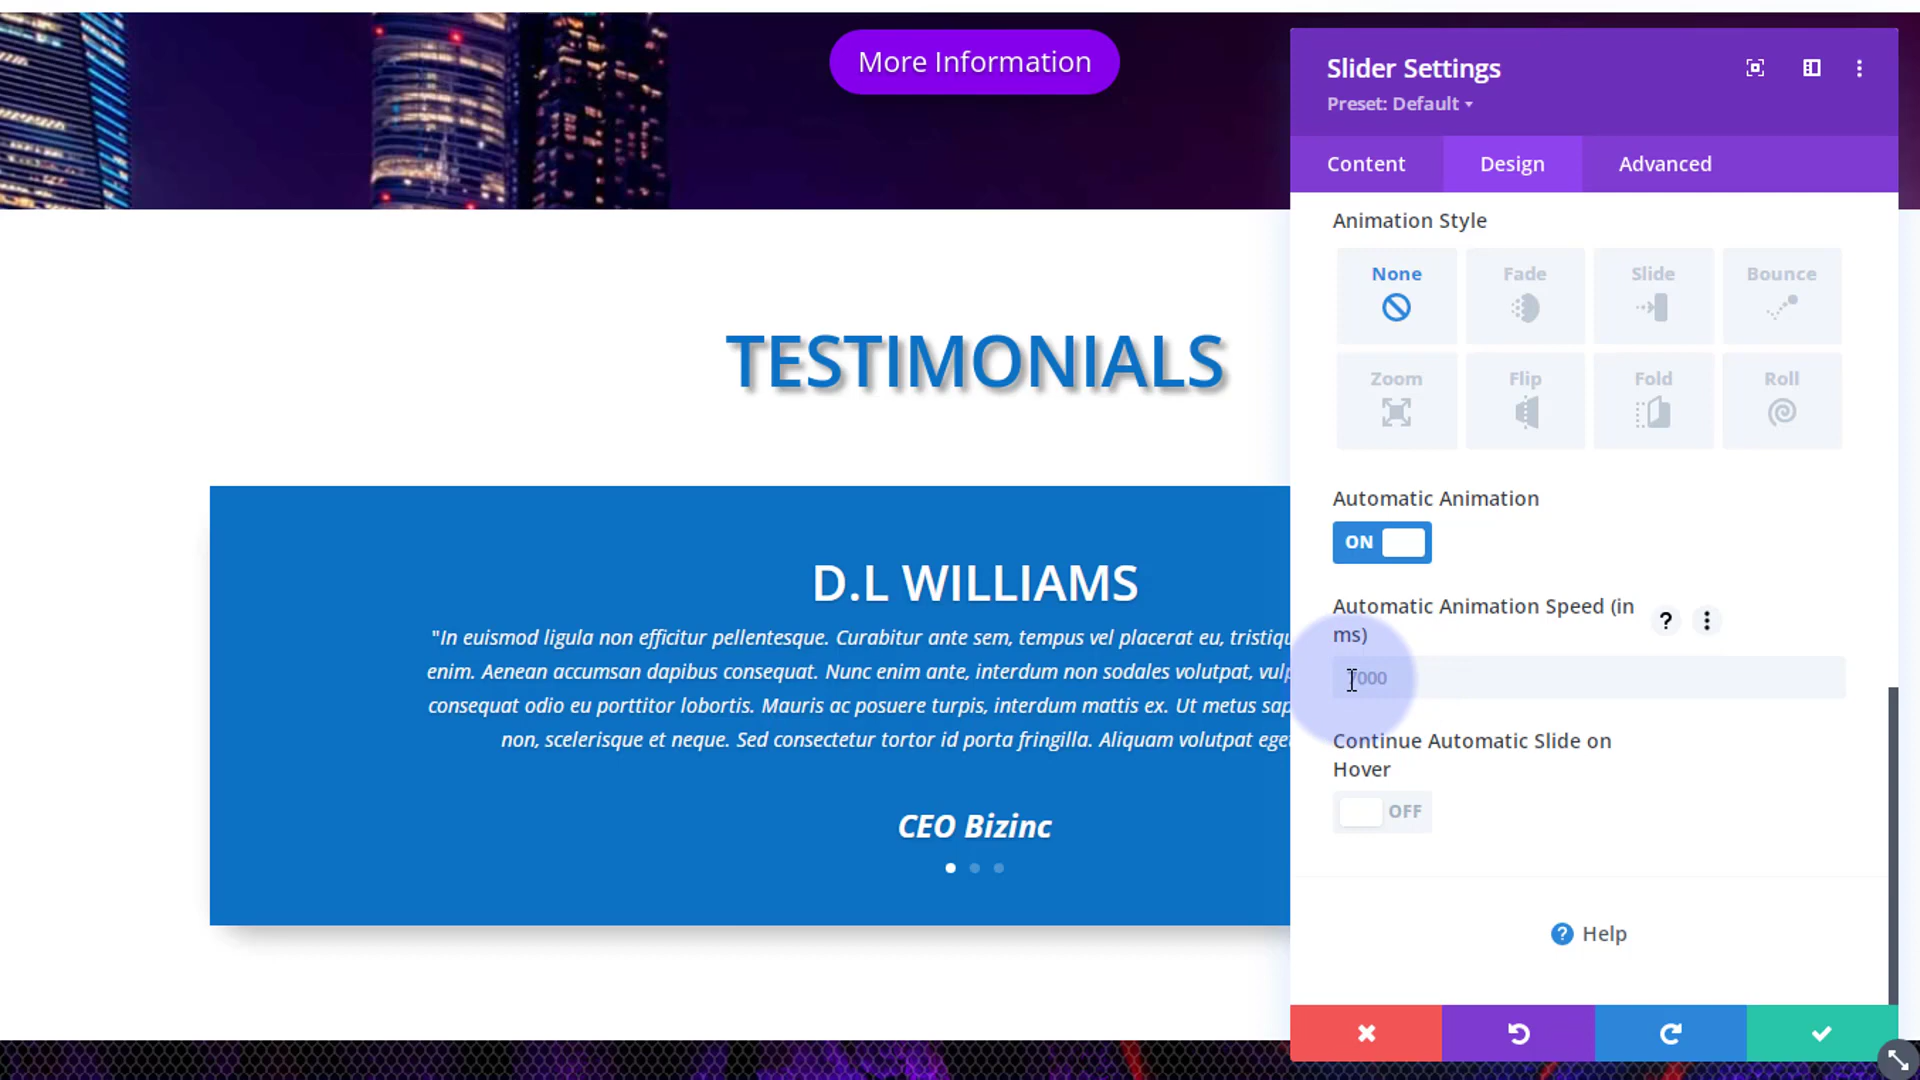 More Information
TESTIMONIALS
D.L WILLIAMS
"In euismod ligula non efficitur pellentesque. Curabitur ante sem, tempus vel placerat eu,
enim. Aenean accumsan dapibus consequat. Nunc enim ante, interdum non sodales volutpat,
consequat odio eu porttitor lobortis. Mauris ac posuere turpis, interdum mattis ex. Ut metus
non, scelerisque et neque. Sed consectetur tortor id porta fringilla. Aliquam volutpat
CEO Bizinc
Slider Settings
Preset: Default
Content
Design
Advanced
Animation Style
None
Fade
Slide
Bounce
Zoom
Flip
Fold
Roll
Automatic Animation
ON
Automatic Animation Speed (in
ms)
Continue Automatic Slide on
Hover
OFF
Help